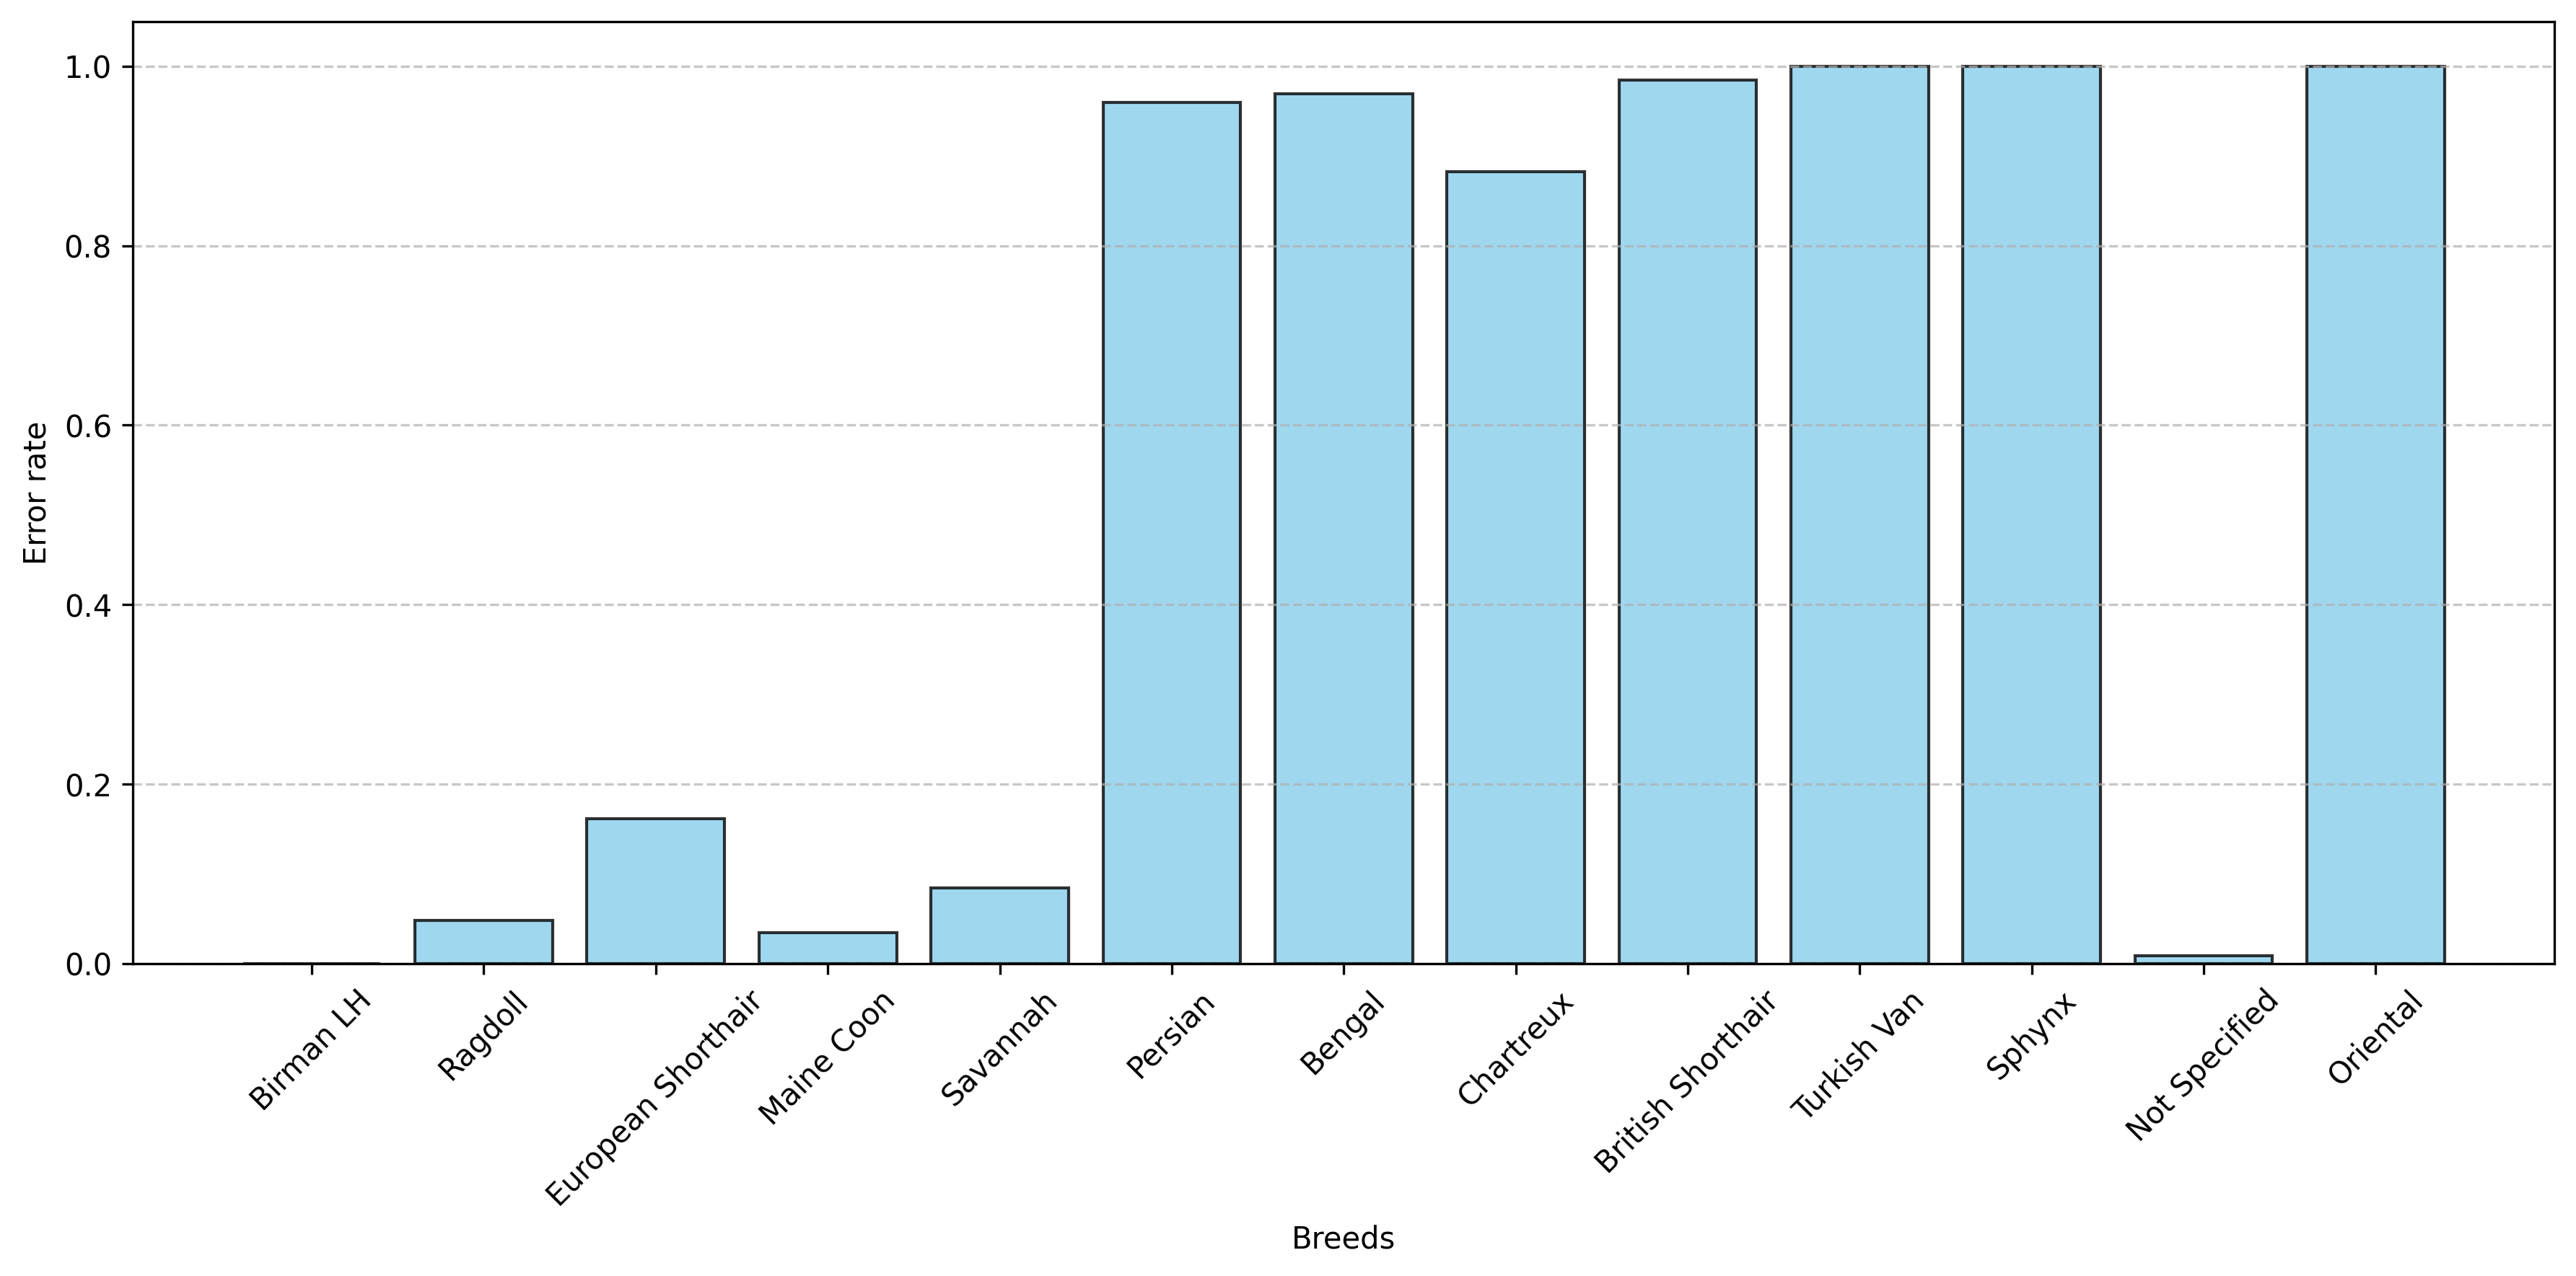 1.0
0.8
0.6
0.4
0.2
0.0
Error rate
Birman LH
Ragdoll
European Shorthair
Maine Coon
Savannah
Persian
Bengal
Chartreux
British Shorthair
Turkish Van
Sphynx
Not Specified
Oriental
Breeds